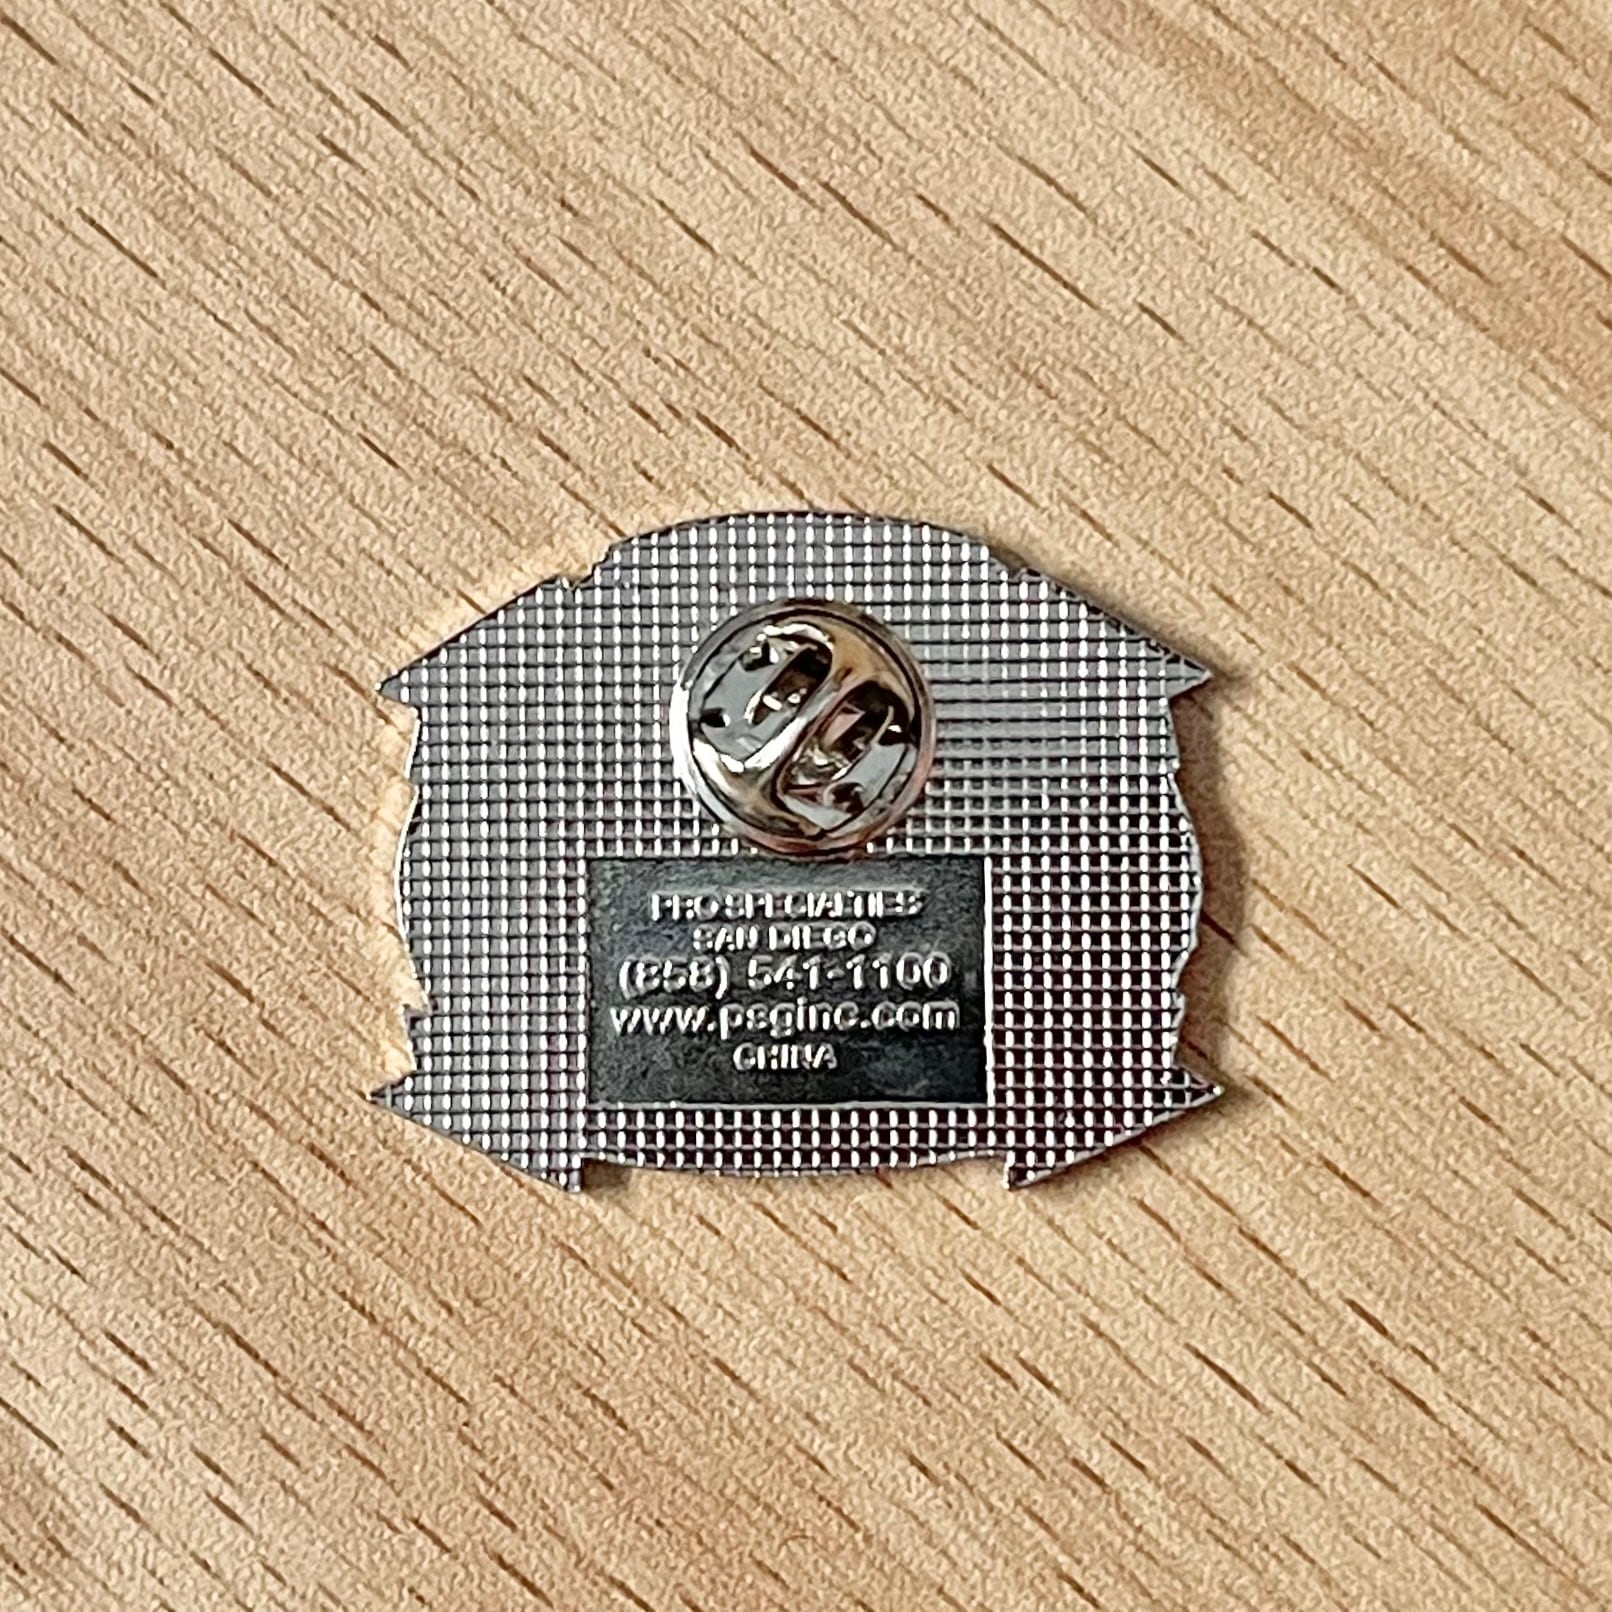 PRO SPECIALTIES
SAN DIEGO
(858) 541-1100
www.psginc.com
CHINA